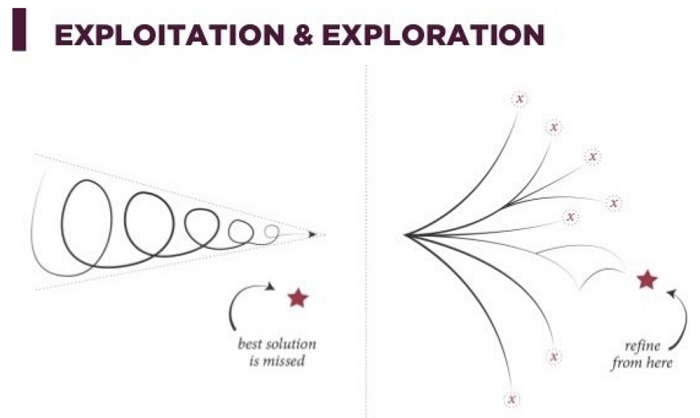 EXPLOITATION & EXPLORATION
best solution
is missed
x
x
x
x
x
x
x
refine
from here